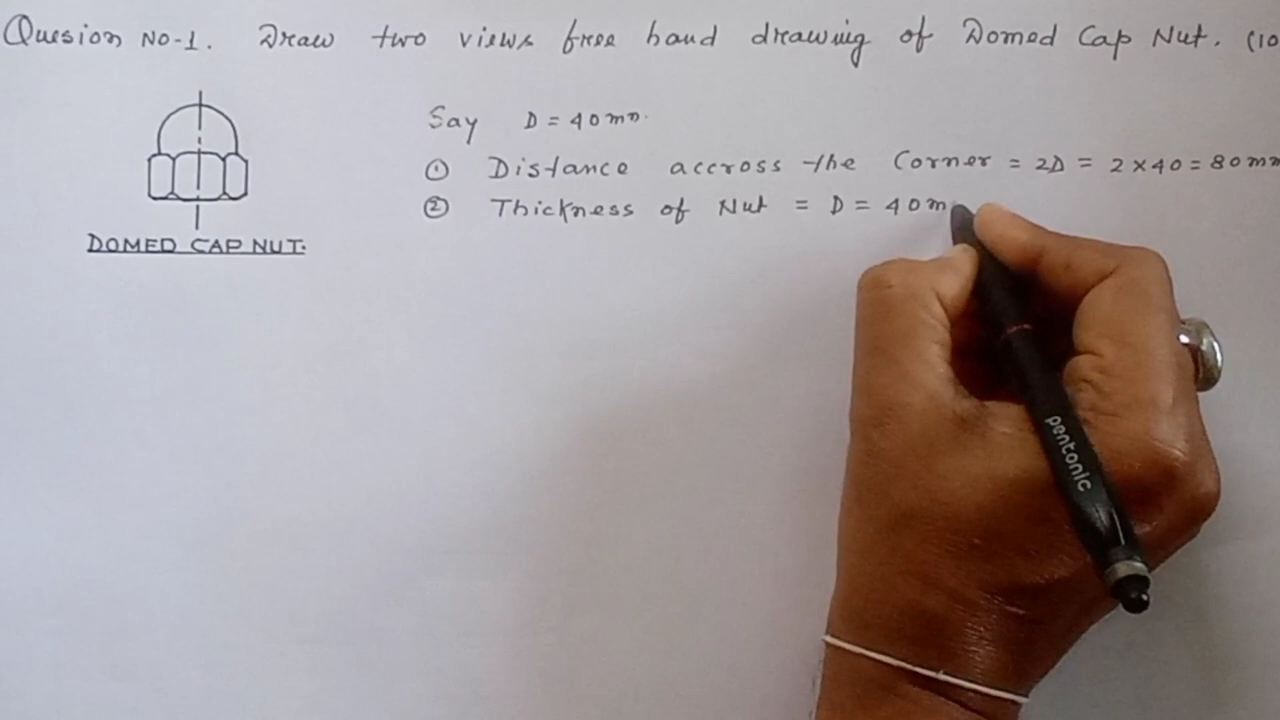 Quesion NO-1. Draw two views free hand drawing of Domed Cap Nut. (10
Say D = 40mm.
① Distance accross the Corner = 2D = 2 × 40 = 80mm
② Thickness of Nut = D = 40m
DOMED CAP NUT.
pentonic